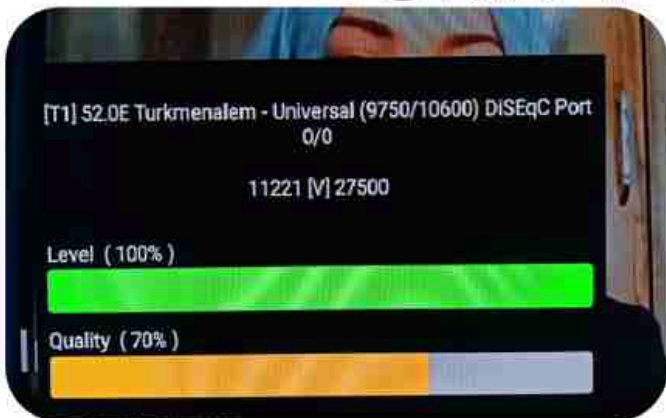 [T1] 52.0E Turkmenalem - Universal (9750/10600) DiSEqC Port
0/0
11221 [V] 27500
Level ( 100% )
Quality ( 70% )